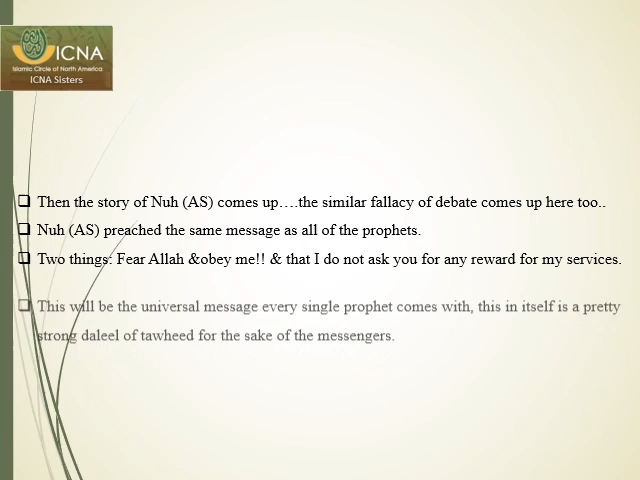 ICNA
Islamic Circle of North America
ICNA Sisters
Then the story of Nuh (AS) comes up….the similar fallacy of debate comes up here too..
Nuh (AS) preached the same message as all of the prophets.
Two things: Fear Allah &obey me!! & that I do not ask you for any reward for my services.
This will be the universal message every single prophet comes with, this in itself is a pretty
strong daleel of tawheed for the sake of the messengers.